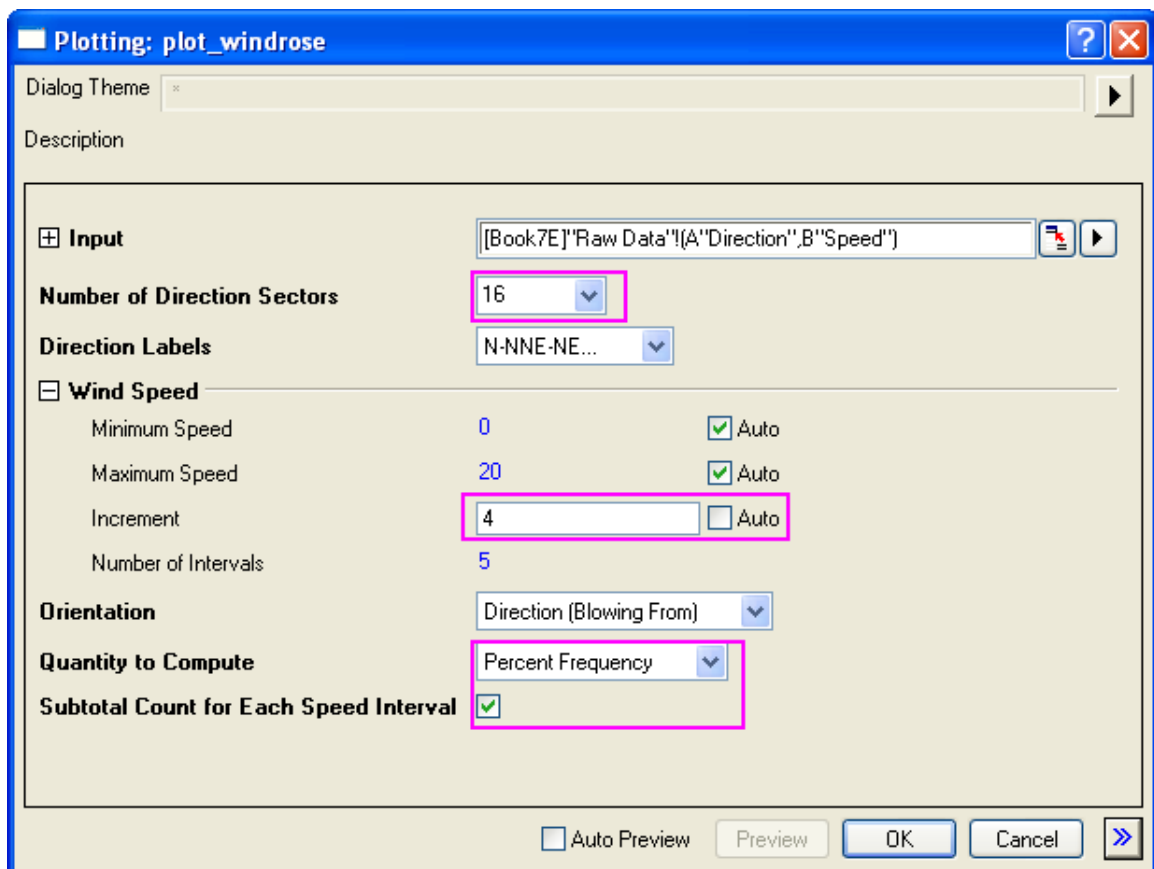 Plotting: plot_windrose
Dialog Theme *
Description
Input [Book7E]"Raw Data"!(A"Direction",B"Speed")
Number of Direction Sectors 16
Direction Labels N-NNE-NE...
Wind Speed
Minimum Speed 0 Auto
Maximum Speed 20 Auto
Increment 4 Auto
Number of Intervals 5
Orientation Direction (Blowing From)
Quantity to Compute Percent Frequency
Subtotal Count for Each Speed Interval
Auto Preview Preview OK Cancel